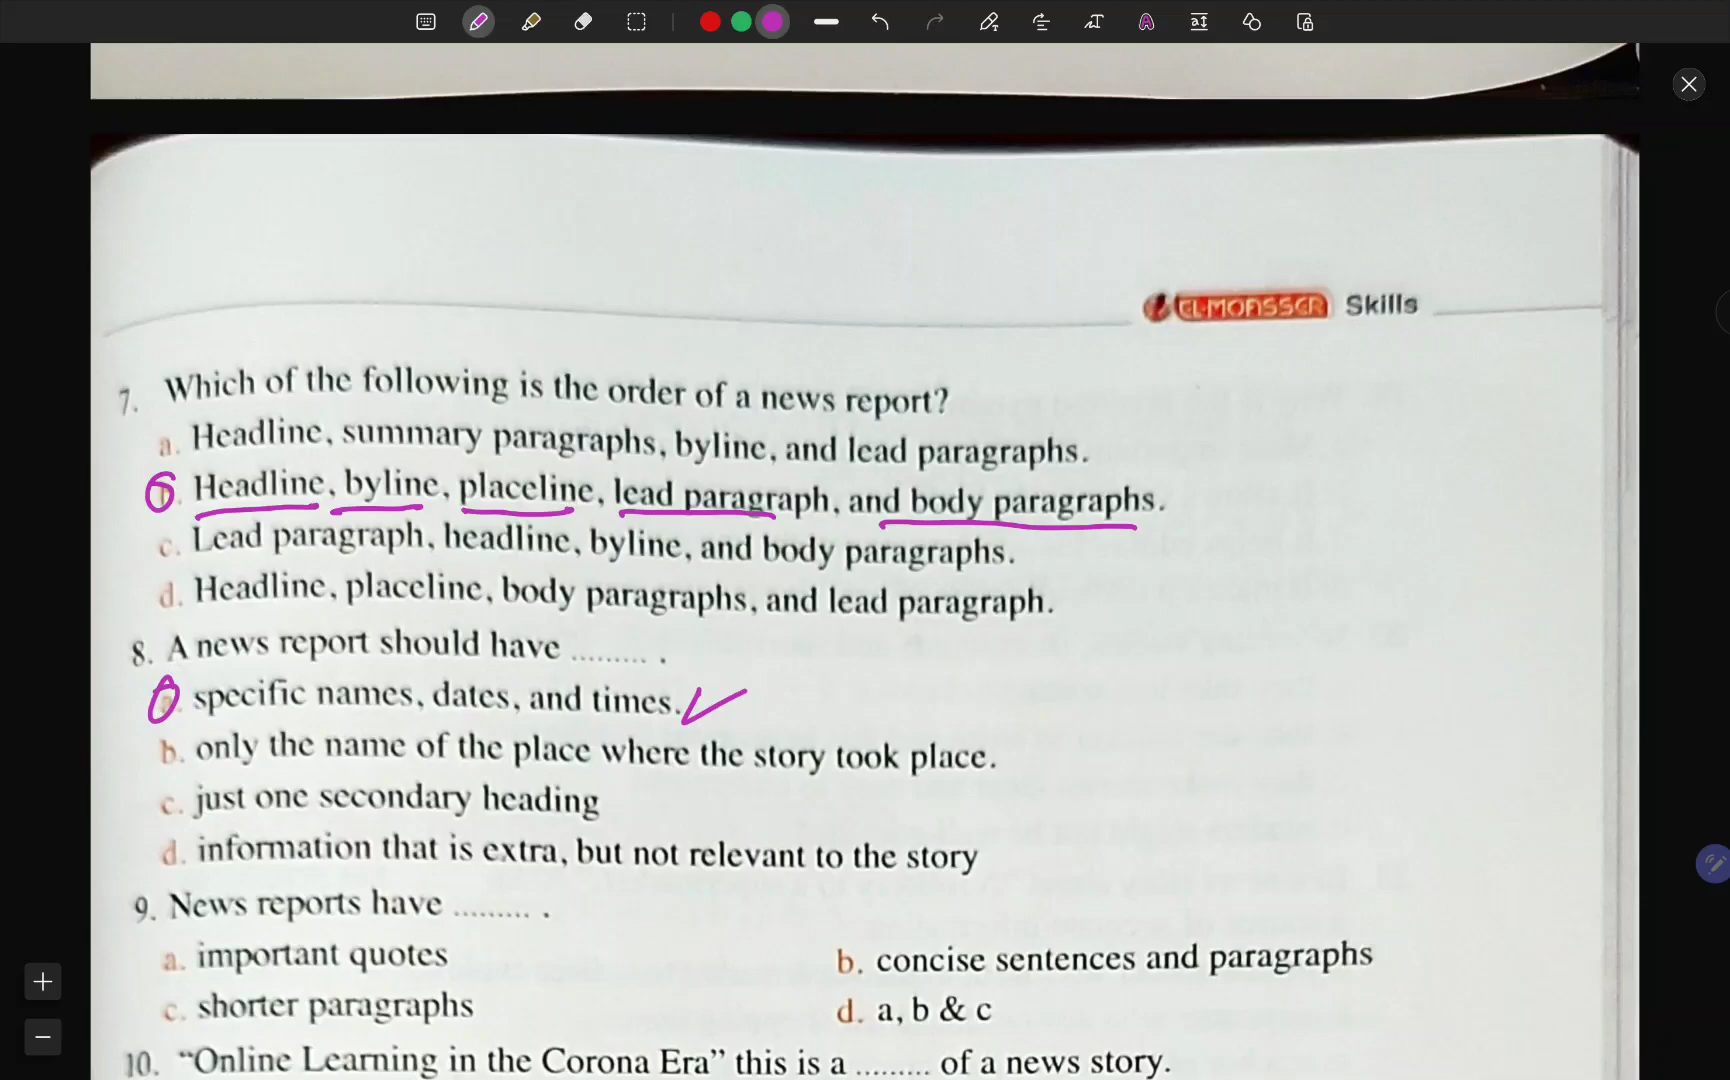 ELMOASSER Skills
7. Which of the following is the order of a news report?
a. Headline, summary paragraphs, byline, and lead paragraphs.
b. Headline, byline, placeline, lead paragraph, and body paragraphs.
c. Lead paragraph, headline, byline, and body paragraphs.
d. Headline, placeline, body paragraphs, and lead paragraph.
8. A news report should have ......... .
a. specific names, dates, and times.
b. only the name of the place where the story took place.
c. just one secondary heading
d. information that is extra, but not relevant to the story
9. News reports have ......... .
a. important quotes b. concise sentences and paragraphs
c. shorter paragraphs d. a, b & c
10. “Online Learning in the Corona Era” this is a ......... of a news story.